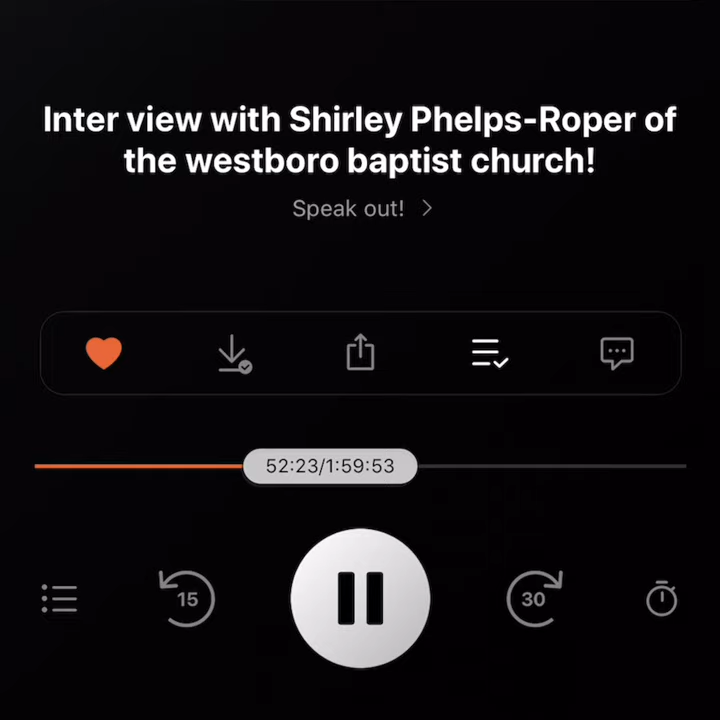 Inter view with Shirley Phelps-Roper of
the westboro baptist church!
Speak out!
52:23/1:59:53
15
30